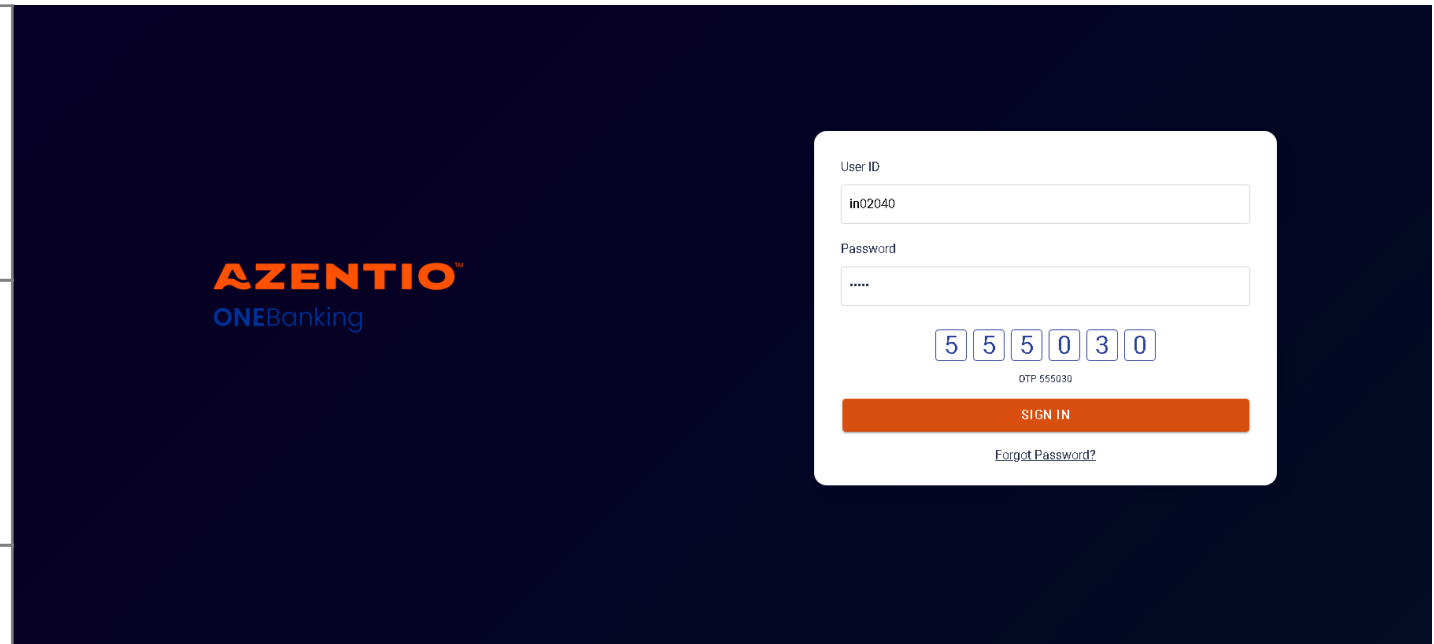 AZENTIO™
ONEBanking
User ID
in02040
Password
•••••
5 5 5 0 3 0
OTP 555030
SIGN IN
Forgot Password?